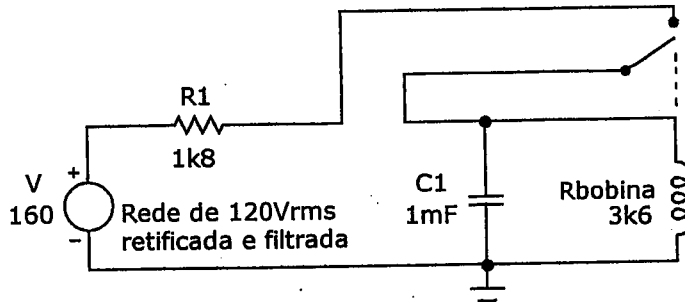 R1
1k8
V
+
160
−
Rede de 120Vrms
retificada e filtrada
C1
1mF
Rbobina
3k6